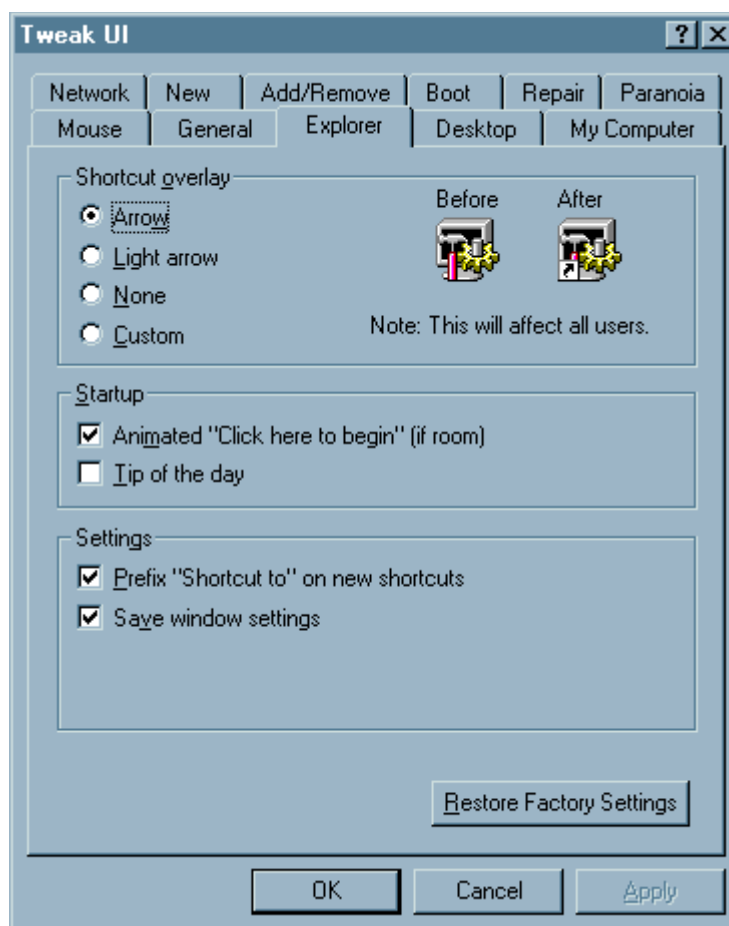 Tweak UI
Network New Add/Remove Boot Repair Paranoia
Mouse General Explorer Desktop My Computer
Shortcut overlay
Before After
Arrow
Light arrow
None
Custom
Note: This will affect all users.
Startup
Animated "Click here to begin" (if room)
Tip of the day
Settings
Prefix "Shortcut to" on new shortcuts
Save window settings
Restore Factory Settings
OK Cancel Apply